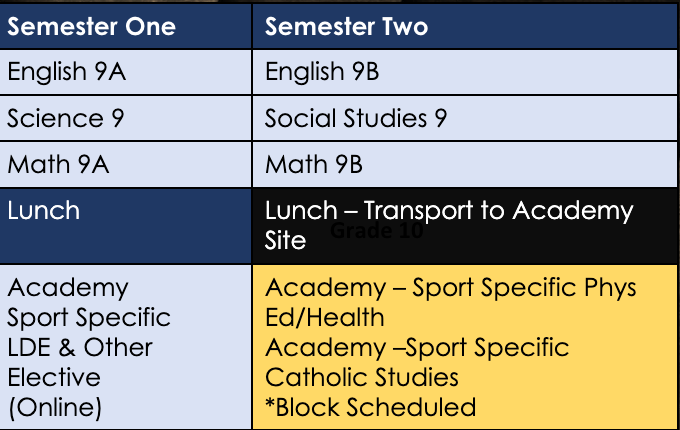 Semester One
Semester Two
English 9A
English 9B
Science 9
Social Studies 9
Math 9A
Math 9B
Lunch
Lunch – Transport to Academy
Site
Grade 10
Academy
Sport Specific
LDE & Other
Elective
(Online)
Academy – Sport Specific Phys
Ed/Health
Academy –Sport Specific
Catholic Studies
*Block Scheduled